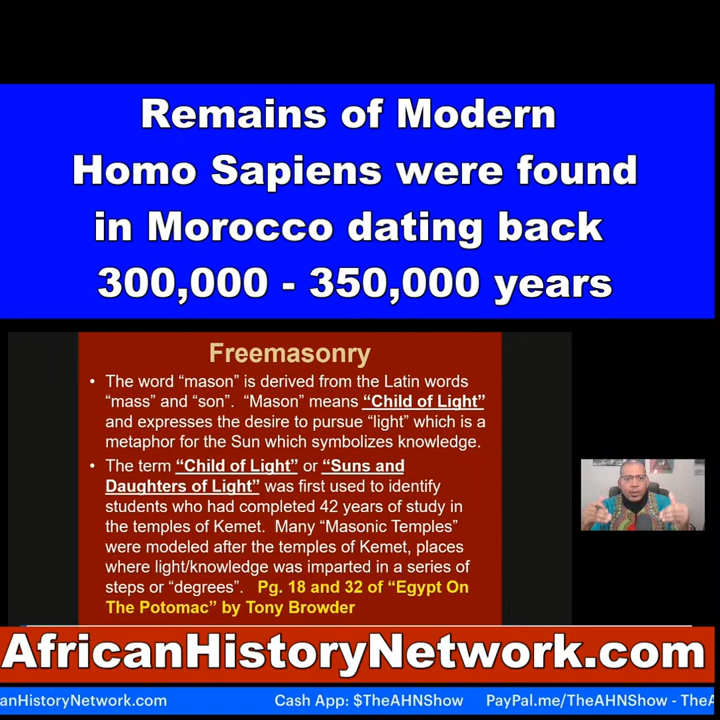 Remains of Modern
Homo Sapiens were found
in Morocco dating back
300,000 - 350,000 years
Freemasonry
• The word “mason” is derived from the Latin words
“mass” and “son”. “Mason” means “Child of Light”
and expresses the desire to pursue “light” which is a
metaphor for the Sun which symbolizes knowledge.
• The term “Child of Light” or “Suns and
Daughters of Light” was first used to identify
students who had completed 42 years of study in
the temples of Kemet. Many “Masonic Temples”
were modeled after the temples of Kemet, places
where light/knowledge was imparted in a series of
steps or “degrees”. Pg. 18 and 32 of “Egypt On
The Potomac” by Tony Browder
AfricanHistoryNetwork.com
anHistoryNetwork.com Cash App: $TheAHNShow PayPal.me/TheAHNShow - TheA